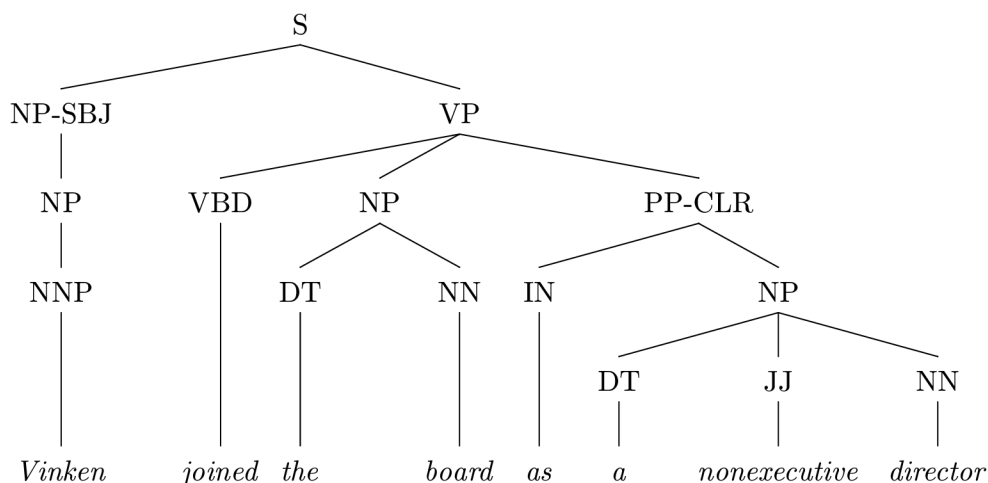 S
NP-SBJ VP
NP VBD NP PP-CLR
NNP DT NN IN NP
DT JJ NN
Vinken joined the board as a nonexecutive director